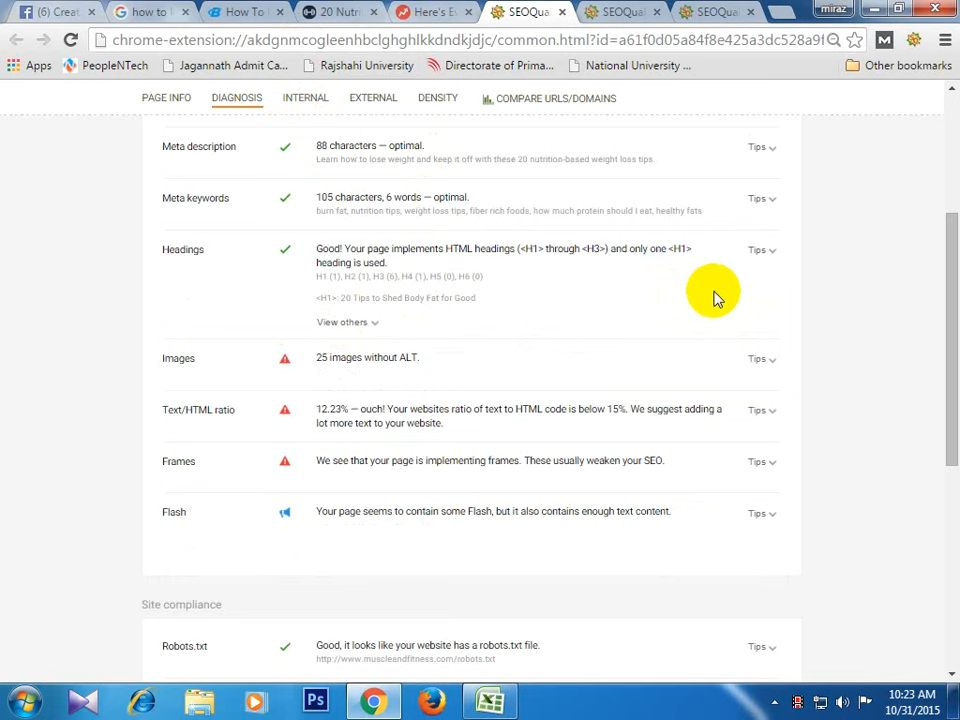 (6) Creat
how to l
How To
20 Nutri
Here's E
SEOQua
SEOQua
SEOQua
miraz
chrome-extension://akdgnmcogleenhbclghghlkkdndkjdjc/common.html?id=a61f0d05a84f8e425a3dc528a9f
Apps
PeopleNTech
Jagannath Admit Ca...
Rajshahi University
Directorate of Prima...
National University ...
Other bookmarks
PAGE INFO
DIAGNOSIS
INTERNAL
EXTERNAL
DENSITY
COMPARE URLS/DOMAINS
Meta description
88 characters — optimal.
Tips
Learn how to lose weight and keep it off with these 20 nutrition-based weight loss tips.
Meta keywords
105 characters, 6 words — optimal.
Tips
burn fat, nutrition tips, weight loss tips, fiber rich foods, how much protein should I eat, healthy fats
Headings
Good! Your page implements HTML headings (<H1> through <H3>) and only one <H1>
heading is used.
Tips
H1 (1), H2 (1), H3 (6), H4 (1), H5 (0), H6 (0)
<H1>: 20 Tips to Shed Body Fat for Good
View others
Images
25 images without ALT.
Tips
Text/HTML ratio
12.23% — ouch! Your websites ratio of text to HTML code is below 15%. We suggest adding a
lot more text to your website.
Tips
Frames
We see that your page is implementing frames. These usually weaken your SEO.
Tips
Flash
Your page seems to contain some Flash, but it also contains enough text content.
Tips
Site compliance
Robots.txt
Good, it looks like your website has a robots.txt file.
Tips
http://www.muscleandfitness.com/robots.txt
Ps
10:23 AM
10/31/2015